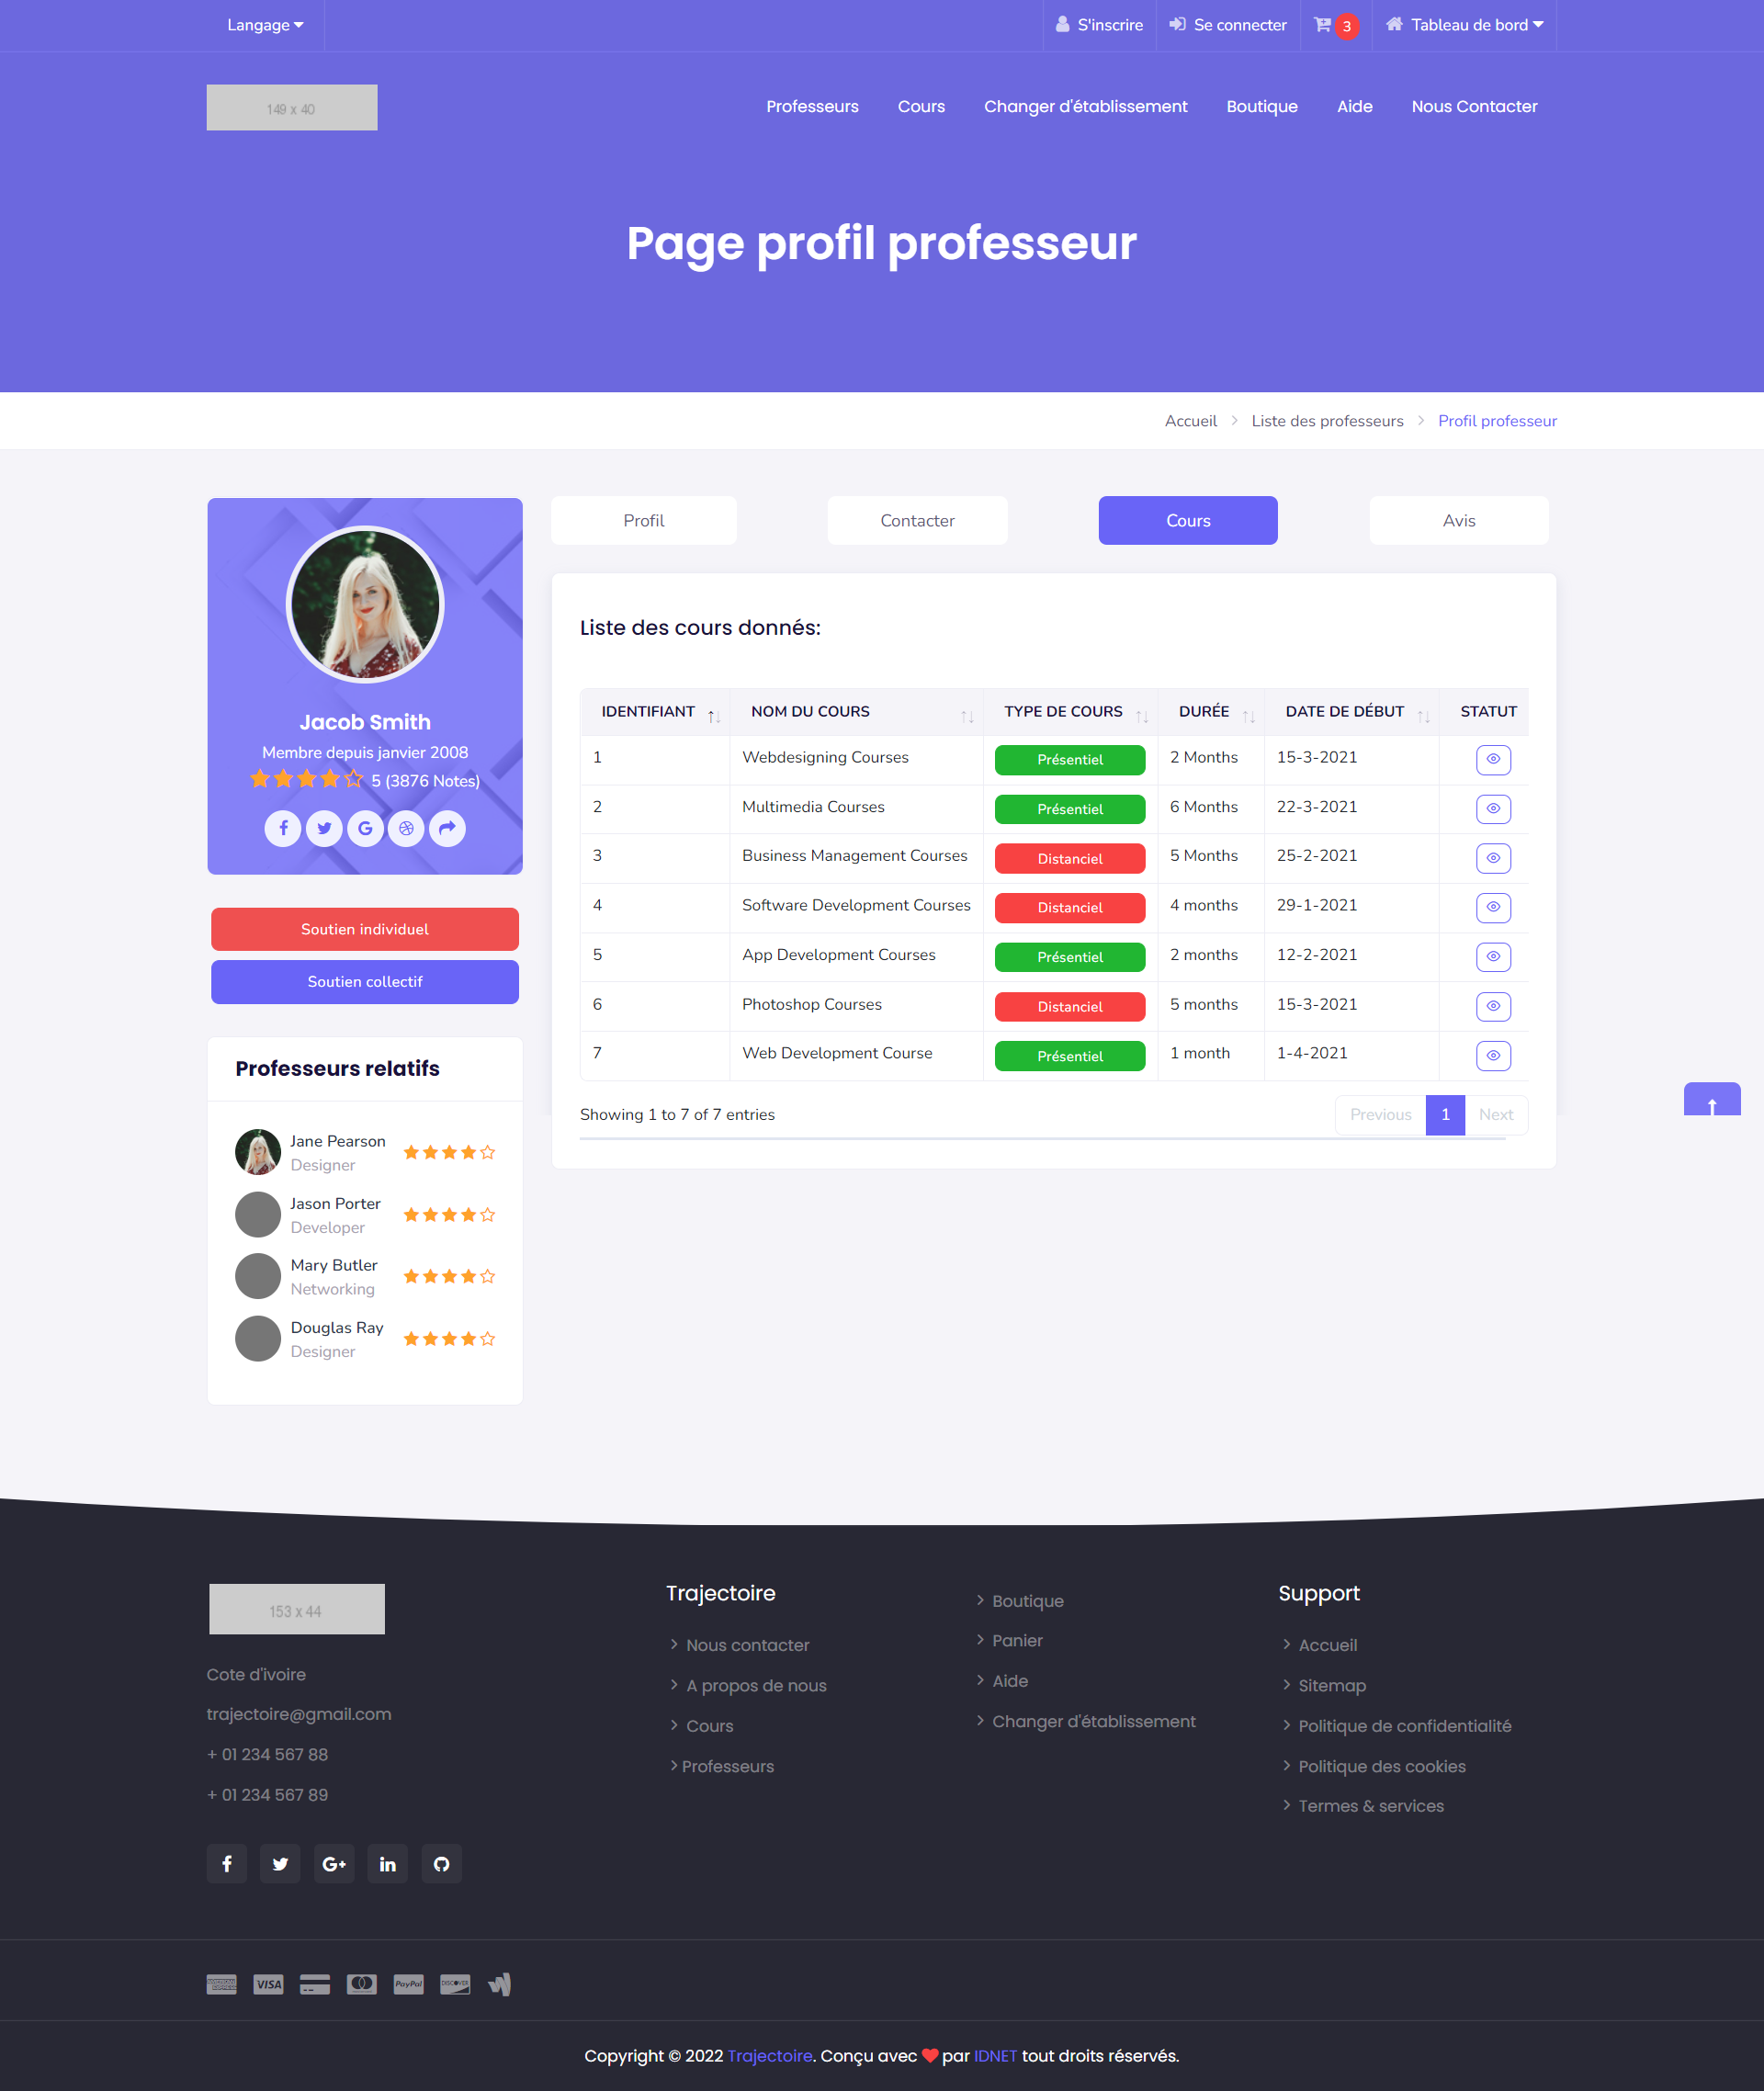 Langage
S'inscrire
Se connecter
3
Tableau de bord
149 x 40
Professeurs
Cours
Changer d'établissement
Boutique
Aide
Nous Contacter
Page profil professeur
Accueil
Liste des professeurs
Profil professeur
Profil
Contacter
Cours
Avis
Jacob Smith
Membre depuis janvier 2008
5 (3876 Notes)
Soutien individuel
Soutien collectif
Professeurs relatifs
Jane Pearson
Designer
Jason Porter
Developer
Mary Butler
Networking
Douglas Ray
Designer
Liste des cours donnés:
IDENTIFIANT NOM DU COURS TYPE DE COURS DURÉE DATE DE DÉBUT STATUT
1 Webdesigning Courses Présentiel 2 Months 15-3-2021
2 Multimedia Courses Présentiel 6 Months 22-3-2021
3 Business Management Courses Distanciel 5 Months 25-2-2021
4 Software Development Courses Distanciel 4 months 29-1-2021
5 App Development Courses Présentiel 2 months 12-2-2021
6 Photoshop Courses Distanciel 5 months 15-3-2021
7 Web Development Course Présentiel 1 month 1-4-2021
Showing 1 to 7 of 7 entries
Previous 1 Next
153 x 44
Cote d'ivoire
trajectoire@gmail.com
+ 01 234 567 88
+ 01 234 567 89
G+
in
Trajectoire
Nous contacter
A propos de nous
Cours
Professeurs
Boutique
Panier
Aide
Changer d'établissement
Support
Accueil
Sitemap
Politique de confidentialité
Politique des cookies
Termes & services
VISA
PayPal
DISCOVER
Copyright © 2022 Trajectoire. Conçu avec par IDNET tout droits réservés.